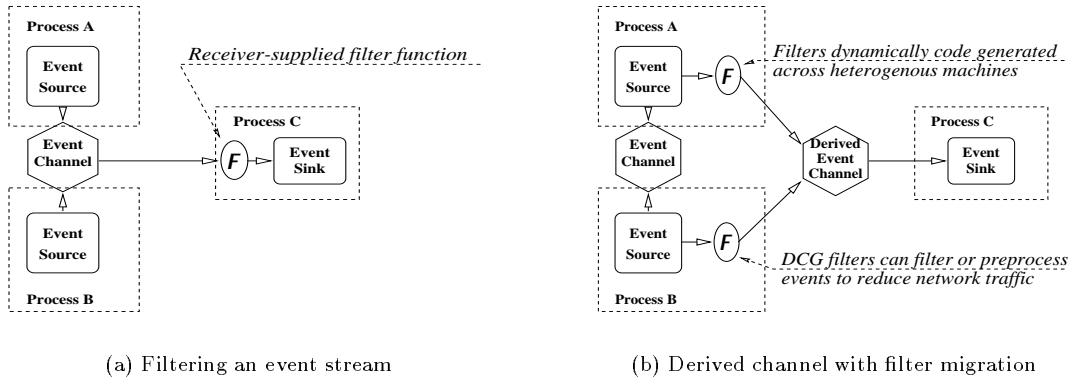 Process A
Event
Source
Receiver-supplied filter function
Event
Channel
Process C
F
Event
Sink
Event
Source
Process B
(a) Filtering an event stream
Process A
Event
Source
F
Filters dynamically code generated
across heterogenous machines
Event
Channel
Derived
Event
Channel
Process C
Event
Sink
Event
Source
F
DCG filters can filter or preprocess
events to reduce network traffic
Process B
(b) Derived channel with filter migration